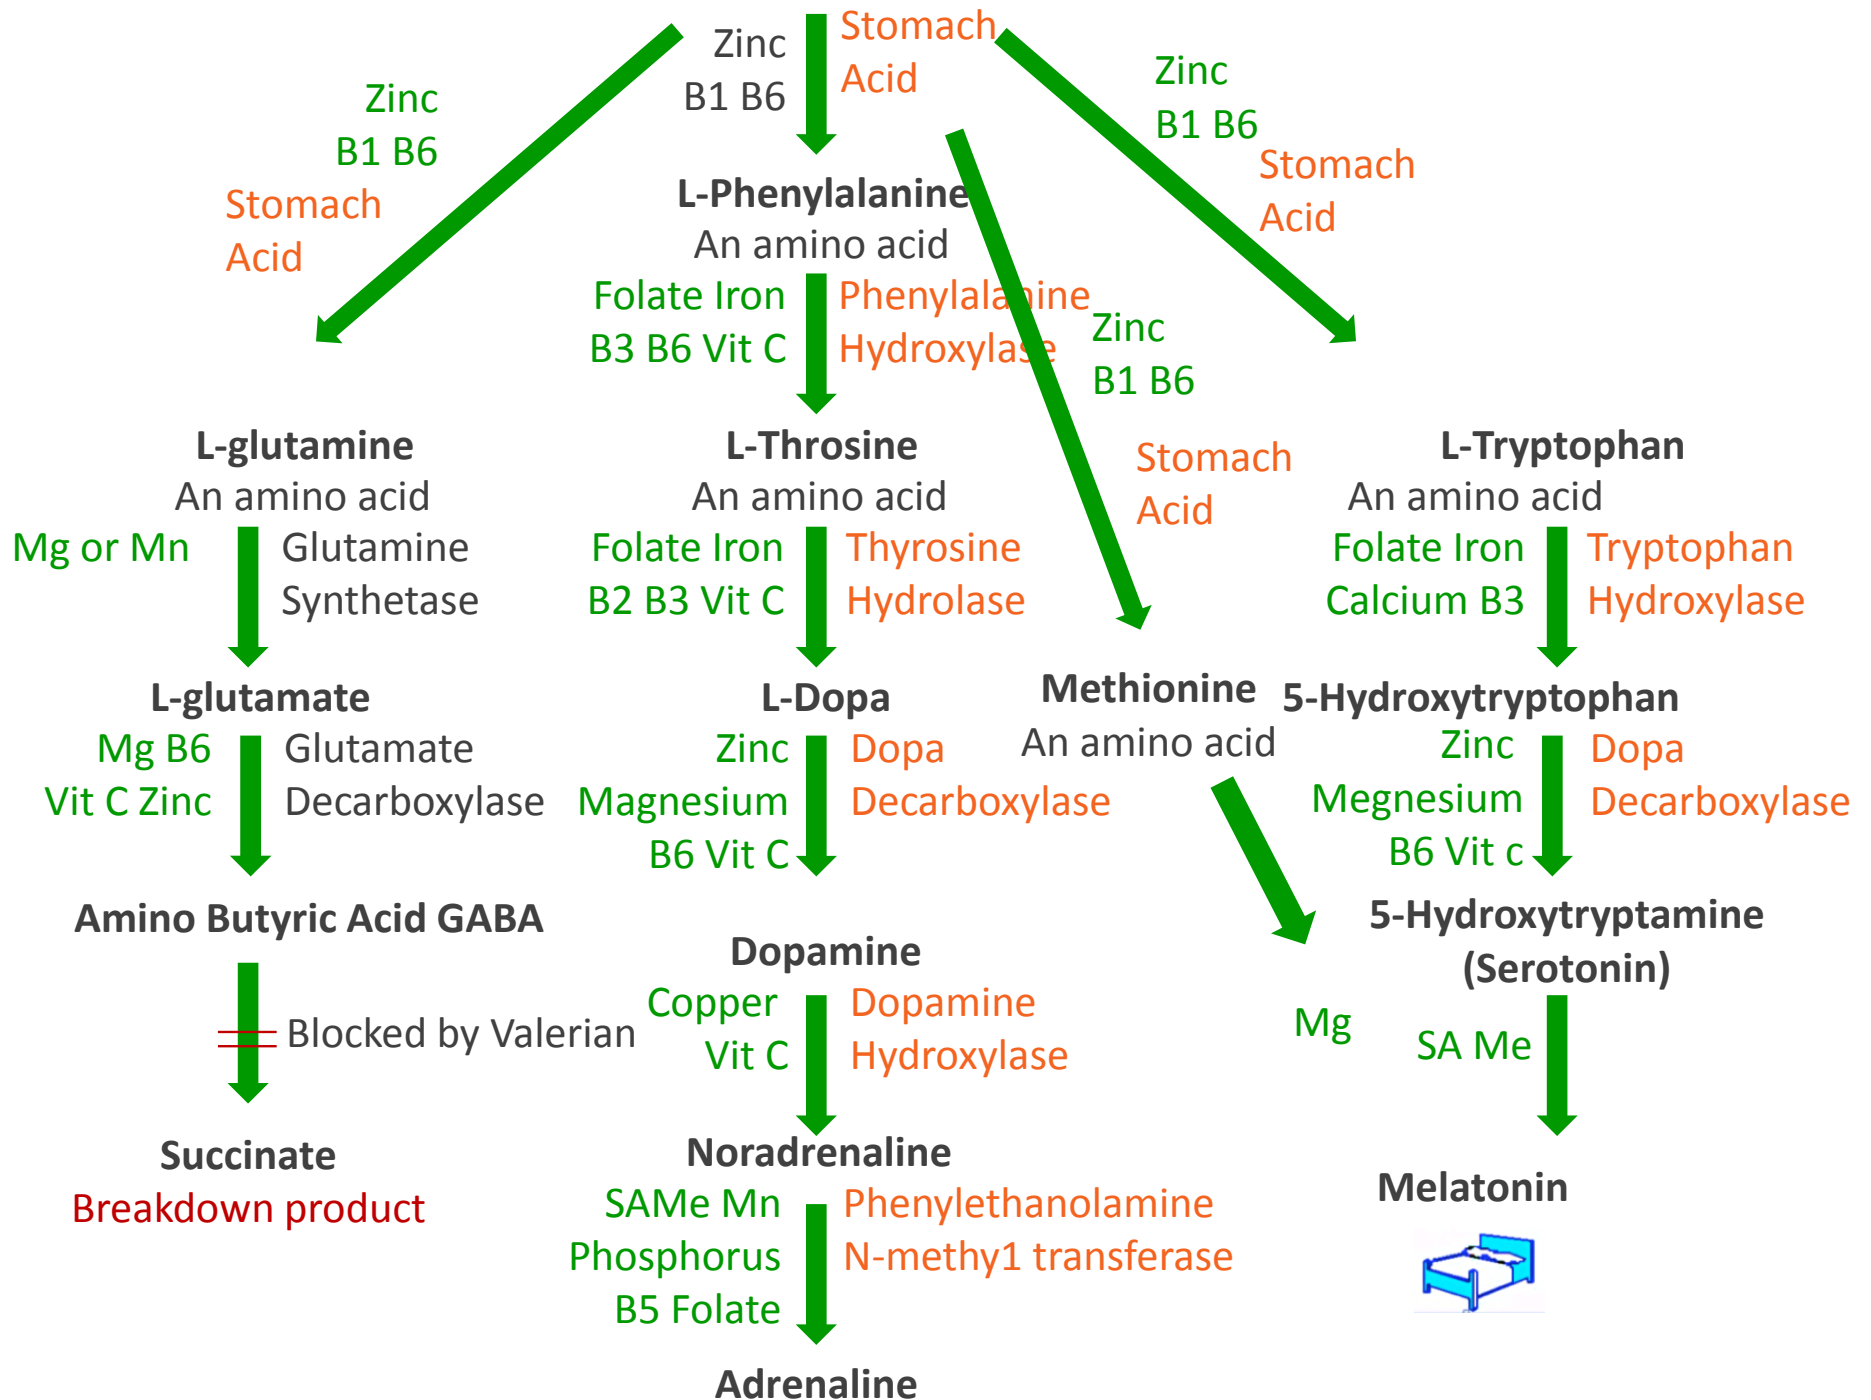 Zinc
B1 B6
Stomach
Acid
Zinc
B1 B6
Stomach
Acid
Zinc
B1 B6
Stomach
Acid
L-Phenylalanine
An amino acid
Folate Iron
B3 B6 Vit C
Phenylalanine
Hydroxylase
Zinc
B1 B6
Stomach
Acid
L-glutamine
An amino acid
Mg or Mn
Glutamine
Synthetase
L-Throsine
An amino acid
Folate Iron
B2 B3 Vit C
Thyrosine
Hydrolase
L-Tryptophan
An amino acid
Folate Iron
Calcium B3
Tryptophan
Hydroxylase
L-glutamate
Mg B6
Vit C Zinc
Glutamate
Decarboxylase
L-Dopa
Zinc
Magnesium
B6 Vit C
Dopa
Decarboxylase
Methionine
An amino acid
5-Hydroxytryptophan
Zinc
Megnesium
B6 Vit c
Dopa
Decarboxylase
Amino Butyric Acid GABA
Blocked by Valerian
Dopamine
Copper
Vit C
Dopamine
Hydroxylase
5-Hydroxytryptamine
(Serotonin)
Mg
SA Me
Succinate
Breakdown product
Noradrenaline
SAMe Mn
Phosphorus
B5 Folate
Phenylethanolamine
N-methy1 transferase
Melatonin
Adrenaline